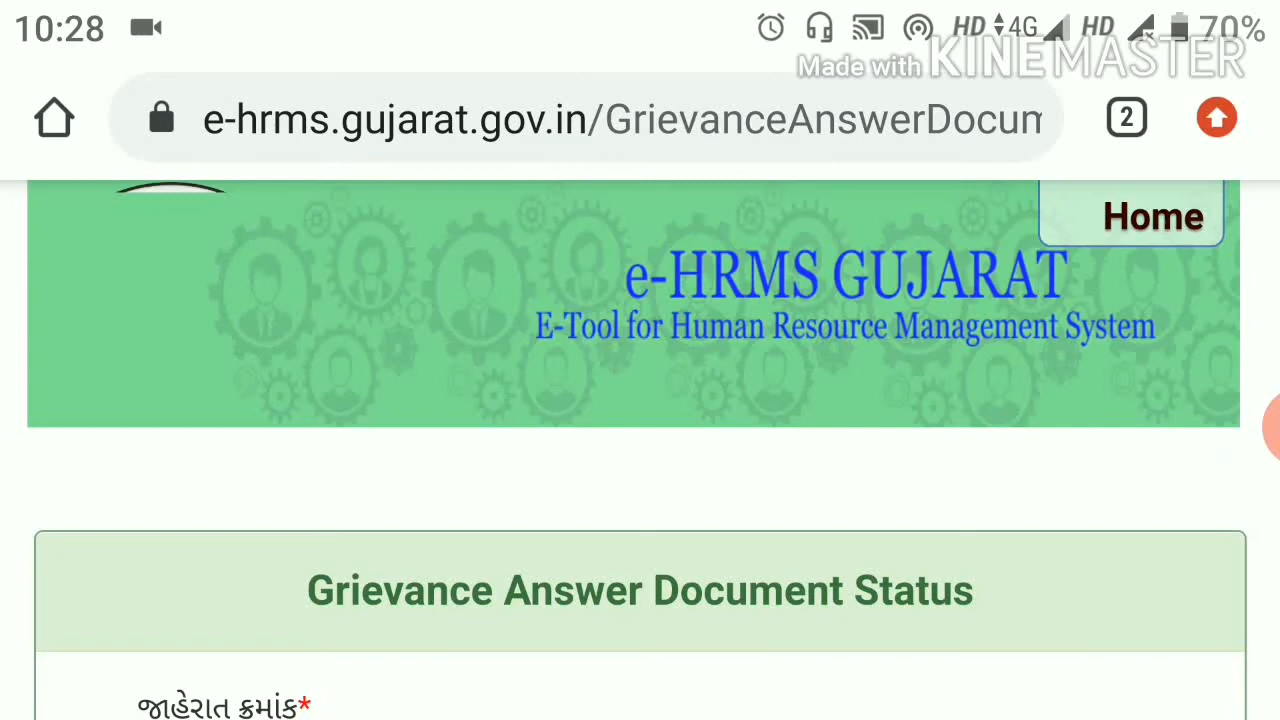 10:28 HD 4G HD 70%
Made with KINEMASTER
e-hrms.gujarat.gov.in/GrievanceAnswerDocum 2
Home
e-HRMS GUJARAT
E-Tool for Human Resource Management System
Grievance Answer Document Status
જાહેરાત ક્રમાંક*